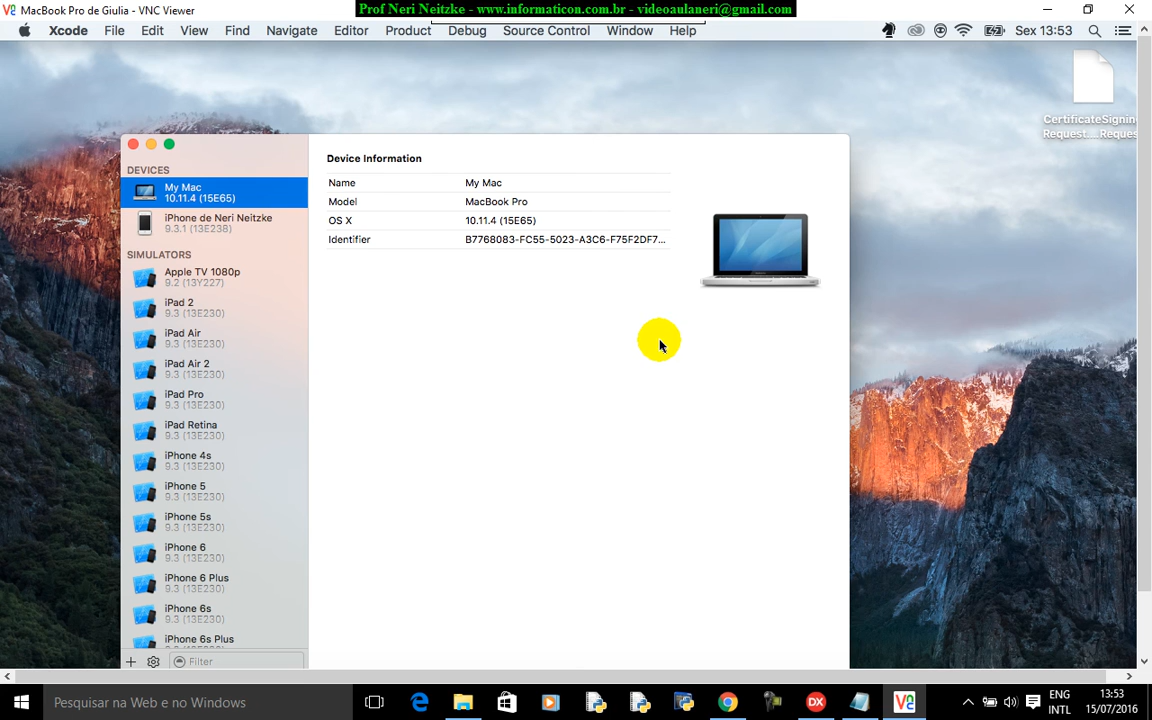 MacBook Pro de Giulia - VNC Viewer
Prof Neri Neitzke - www.informaticon.com.br - videoaulaneri@gmail.com
Xcode File Edit View Find Navigate Editor Product Debug Source Control Window Help
Sex 13:53
CertificateSignin
Request....Reques
Device Information
DEVICES
My Mac
10.11.4 (15E65)
iPhone de Neri Neitzke
9.3.1 (13E238)
SIMULATORS
Apple TV 1080p
9.2 (13Y227)
iPad 2
9.3 (13E230)
iPad Air
9.3 (13E230)
iPad Air 2
9.3 (13E230)
iPad Pro
9.3 (13E230)
iPad Retina
9.3 (13E230)
iPhone 4s
9.3 (13E230)
iPhone 5
9.3 (13E230)
iPhone 5s
9.3 (13E230)
iPhone 6
9.3 (13E230)
iPhone 6 Plus
9.3 (13E230)
iPhone 6s
9.3 (13E230)
iPhone 6s Plus
Filter
Name My Mac
Model MacBook Pro
OS X 10.11.4 (15E65)
Identifier B7768083-FC55-5023-A3C6-F75F2DF7...
Pesquisar na Web e no Windows
ENG
INTL
13:53
15/07/2016